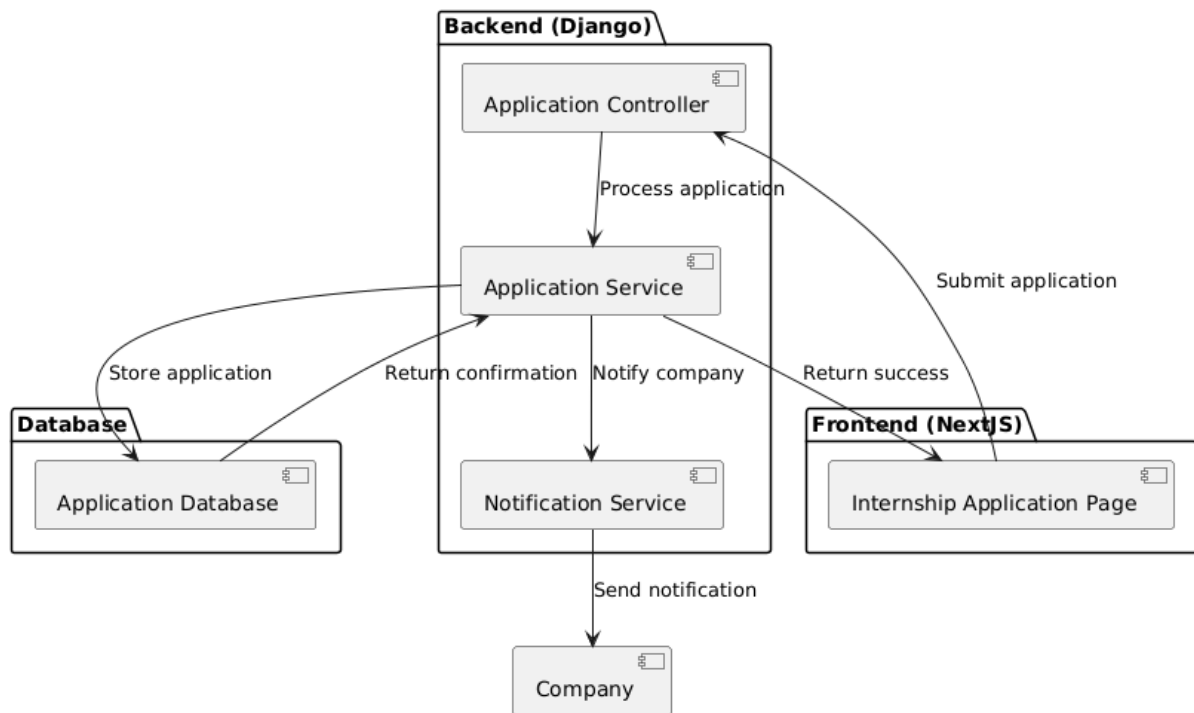 Backend (Django)
Application Controller
Process application
Submit application
Application Service
Store application
Return confirmation
Notify company
Return success
Database
Frontend (NextJS)
Application Database
Notification Service
Internship Application Page
Send notification
Company